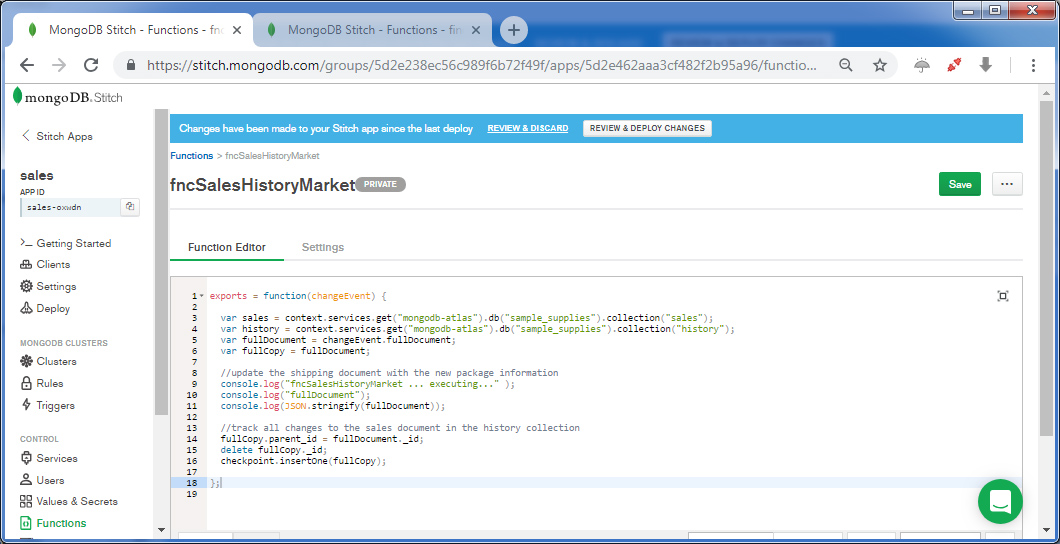 MongoDB Stitch - Functions - fnc
MongoDB Stitch - Functions - fin
https://stitch.mongodb.com/groups/5d2e238ec56c989f6b72f49f/apps/5d2e462aaa3cf482f2b95a96/functio...
mongoDB. Stitch
Stitch Apps
sales
APP ID
sales-oxwdn
Getting Started
Clients
Settings
Deploy
MONGODB CLUSTERS
Clusters
Rules
Triggers
CONTROL
Services
Users
Values & Secrets
Functions
Changes have been made to your Stitch app since the last deploy REVIEW & DISCARD REVIEW & DEPLOY CHANGES
Functions > fncSalesHistoryMarket
fncSalesHistoryMarket PRIVATE
Save ...
Function Editor Settings
1 exports = function(changeEvent) {
2
3 var sales = context.services.get("mongodb-atlas").db("sample_supplies").collection("sales");
4 var history = context.services.get("mongodb-atlas").db("sample_supplies").collection("history");
5 var fullDocument = changeEvent.fullDocument;
6 var fullCopy = fullDocument;
7
8 //update the shipping document with the new package information
9 console.log("fncSalesHistoryMarket ... executing..." );
10 console.log("fullDocument");
11 console.log(JSON.stringify(fullDocument));
12
13 //track all changes to the sales document in the history collection
14 fullCopy.parent_id = fullDocument._id;
15 delete fullCopy._id;
16 checkpoint.insertOne(fullCopy);
17
18 };
19